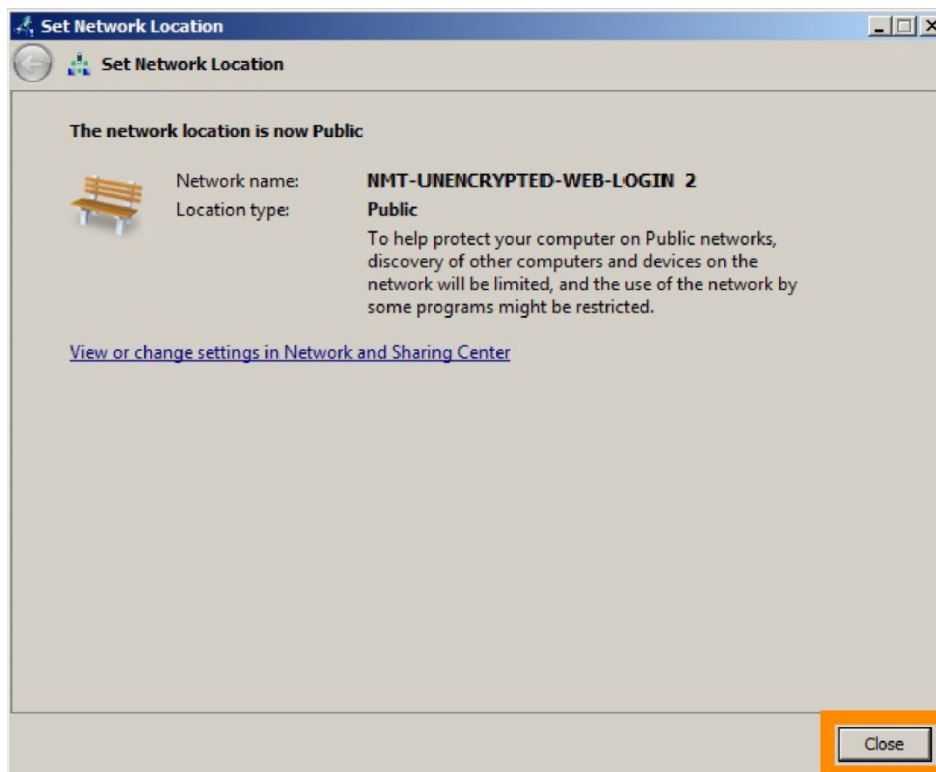 Set Network Location
Set Network Location
The network location is now Public
Network name: NMT-UNENCRYPTED-WEB-LOGIN 2
Location type: Public
To help protect your computer on Public networks,
discovery of other computers and devices on the
network will be limited, and the use of the network by
some programs might be restricted.
View or change settings in Network and Sharing Center
Close